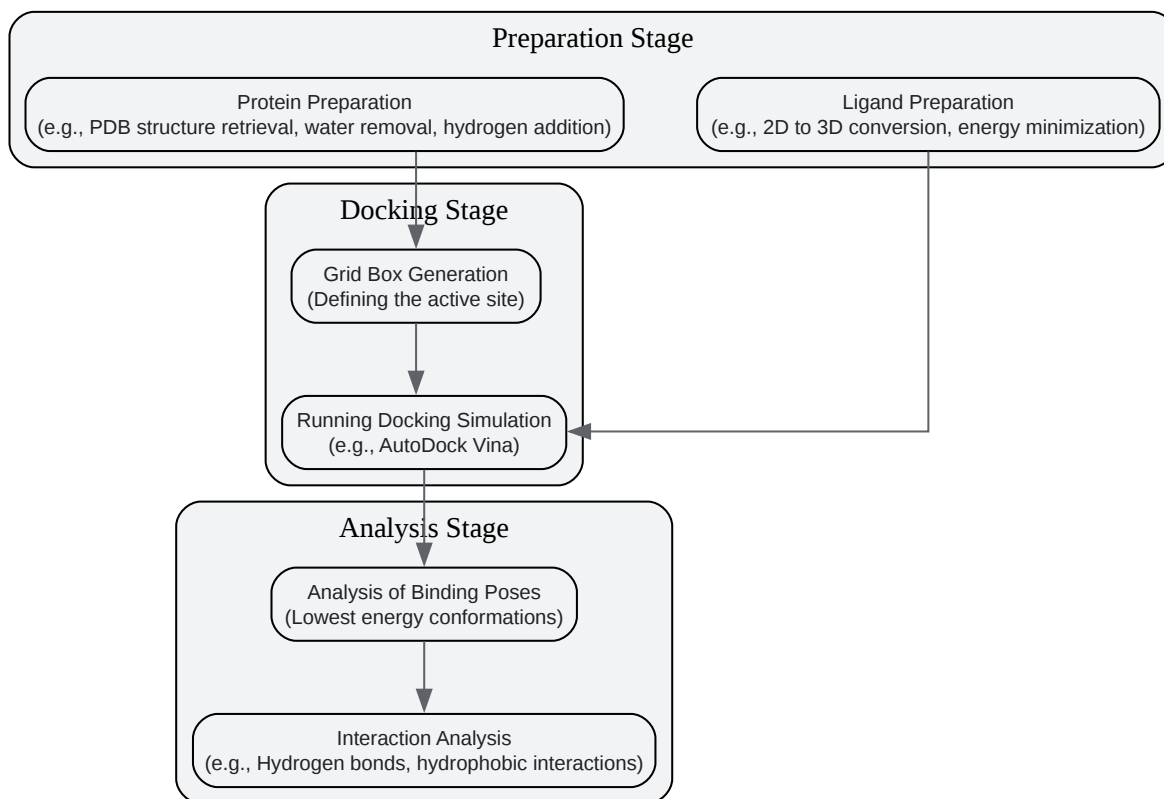 Preparation Stage
Protein Preparation
(e.g., PDB structure retrieval, water removal, hydrogen addition)
Ligand Preparation
(e.g., 2D to 3D conversion, energy minimization)
Docking Stage
Grid Box Generation
(Defining the active site)
Running Docking Simulation
(e.g., AutoDock Vina)
Analysis Stage
Analysis of Binding Poses
(Lowest energy conformations)
Interaction Analysis
(e.g., Hydrogen bonds, hydrophobic interactions)